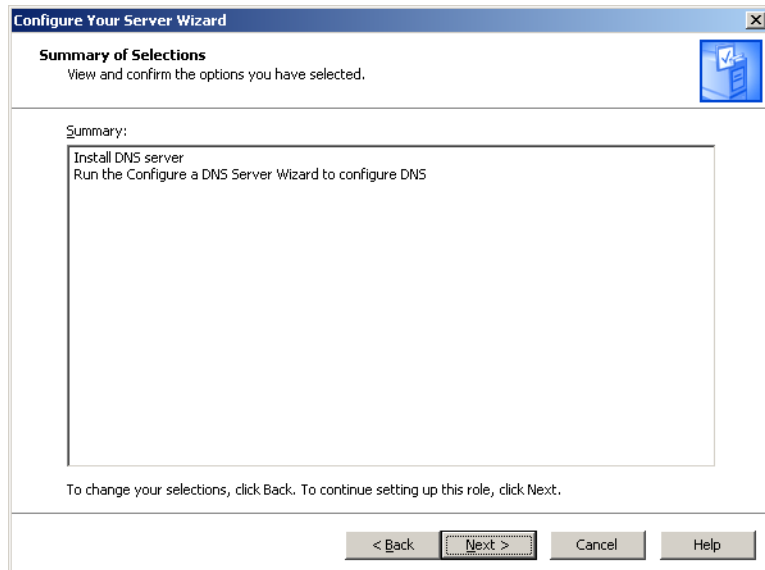 Configure Your Server Wizard
Summary of Selections
View and confirm the options you have selected.
Summary:
Install DNS server
Run the Configure a DNS Server Wizard to configure DNS
To change your selections, click Back. To continue setting up this role, click Next.
< Back
Next >
Cancel
Help